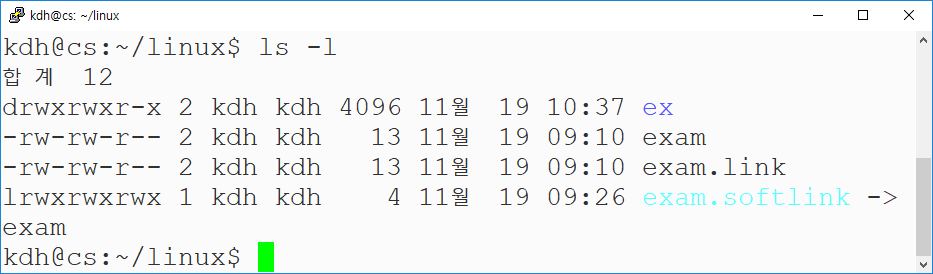 kdh@cs: ~/linux
kdh@cs:~/linux$ ls -l
합 계  12
drwxrwxr-x 2 kdh kdh 4096 11월  19 10:37 ex
-rw-rw-r-- 2 kdh kdh   13 11월  19 09:10 exam
-rw-rw-r-- 2 kdh kdh   13 11월  19 09:10 exam.link
lrwxrwxrwx 1 kdh kdh    4 11월  19 09:26 exam.softlink ->
exam
kdh@cs:~/linux$